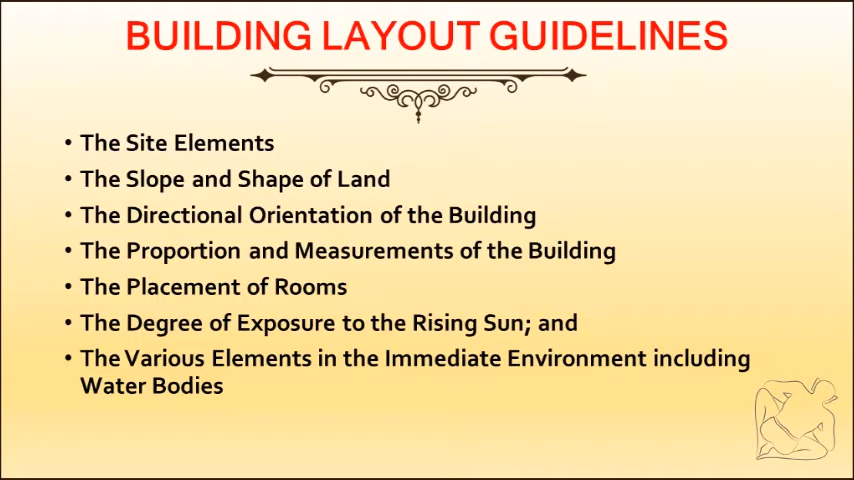 BUILDING LAYOUT GUIDELINES
• The Site Elements
• The Slope and Shape of Land
• The Directional Orientation of the Building
• The Proportion and Measurements of the Building
• The Placement of Rooms
• The Degree of Exposure to the Rising Sun; and
• The Various Elements in the Immediate Environment including
Water Bodies